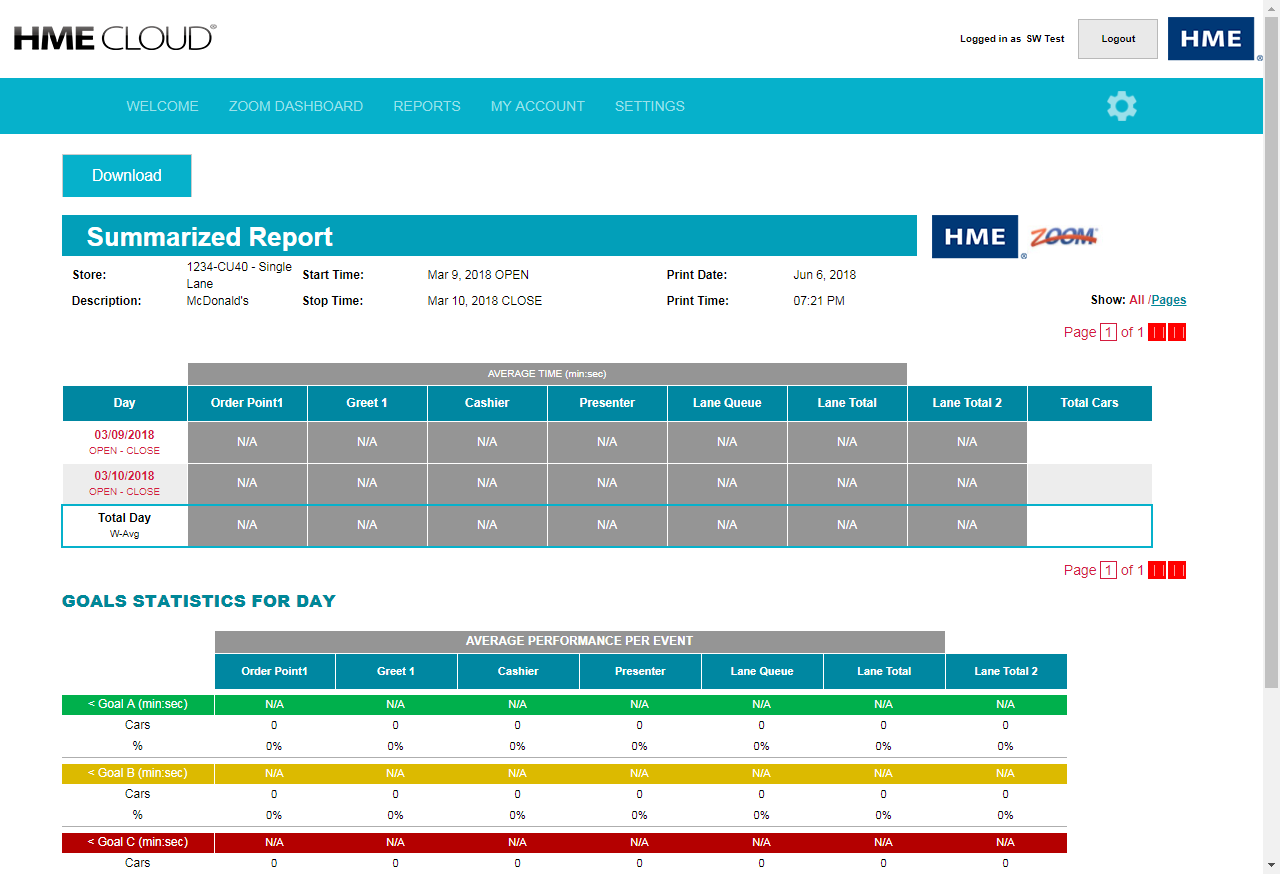 HME CLOUD®
Logged in as SW Test
Logout
HME®
WELCOME ZOOM DASHBOARD REPORTS MY ACCOUNT SETTINGS
Download
Summarized Report
HME® ZOOM
Store: 1234-CU40 - Single Lane Start Time: Mar 9, 2018 OPEN Print Date: Jun 6, 2018
Description: McDonald's Stop Time: Mar 10, 2018 CLOSE Print Time: 07:21 PM
Show: All /Pages
Page 1 of 1
AVERAGE TIME (min:sec)
Day Order Point1 Greet 1 Cashier Presenter Lane Queue Lane Total Lane Total 2 Total Cars
03/09/2018
OPEN - CLOSE
N/A N/A N/A N/A N/A N/A N/A
03/10/2018
OPEN - CLOSE
N/A N/A N/A N/A N/A N/A N/A
Total Day
W-Avg
N/A N/A N/A N/A N/A N/A N/A
Page 1 of 1
GOALS STATISTICS FOR DAY
AVERAGE PERFORMANCE PER EVENT
Order Point1 Greet 1 Cashier Presenter Lane Queue Lane Total Lane Total 2
< Goal A (min:sec) N/A N/A N/A N/A N/A N/A N/A
Cars 0 0 0 0 0 0 0
% 0% 0% 0% 0% 0% 0% 0%
< Goal B (min:sec) N/A N/A N/A N/A N/A N/A N/A
Cars 0 0 0 0 0 0 0
% 0% 0% 0% 0% 0% 0% 0%
< Goal C (min:sec) N/A N/A N/A N/A N/A N/A N/A
Cars 0 0 0 0 0 0 0